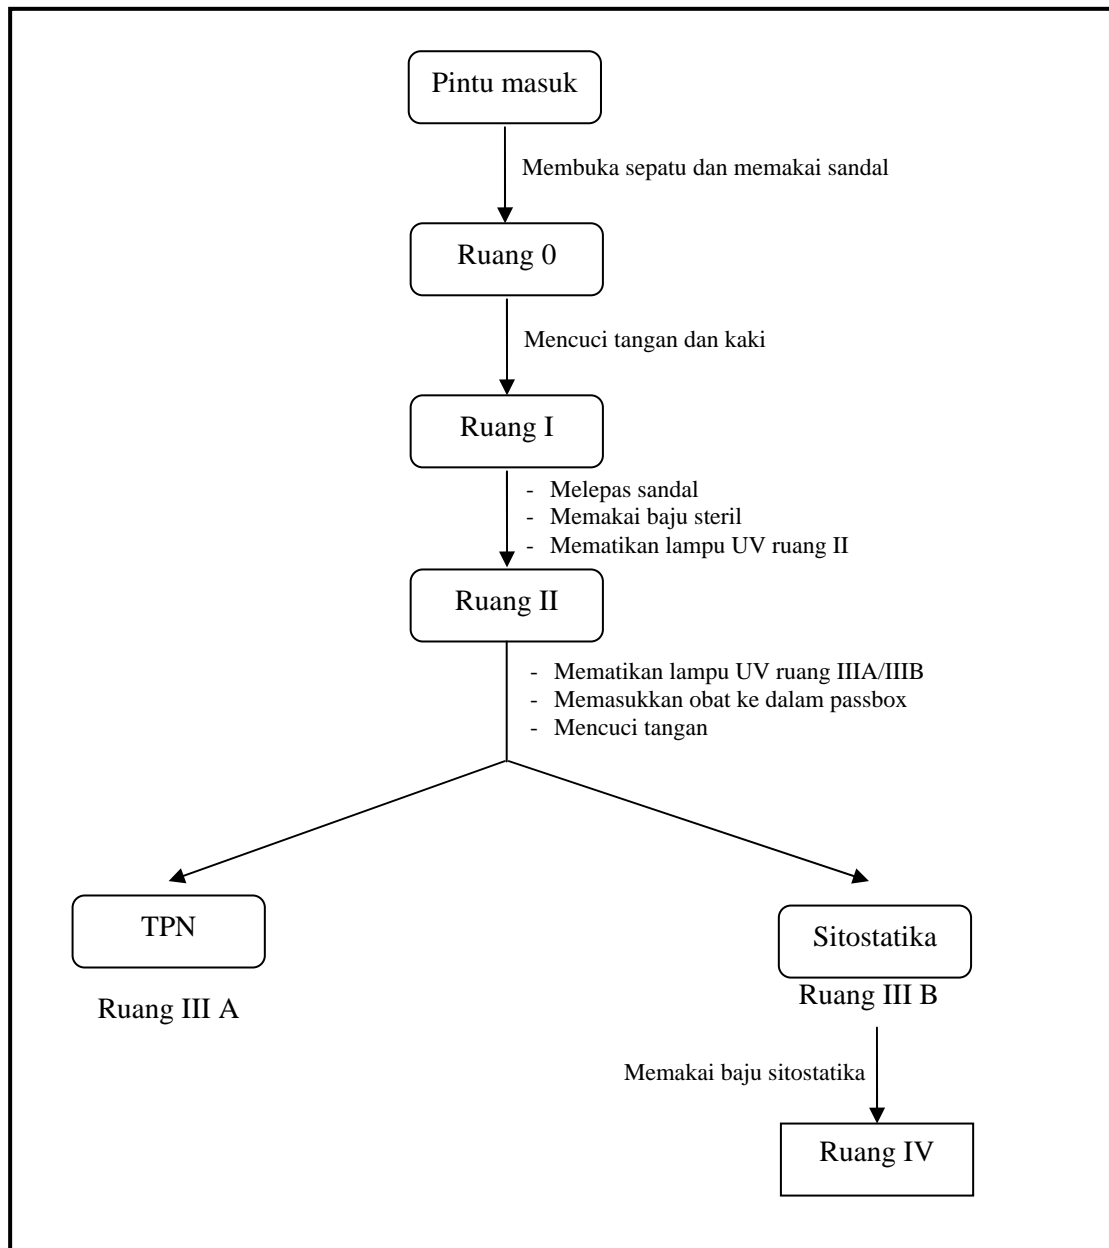 Pintu masuk
Membuka sepatu dan memakai sandal
Ruang 0
Mencuci tangan dan kaki
Ruang I
- Melepas sandal
- Memakai baju steril
- Mematikan lampu UV ruang II
Ruang II
- Mematikan lampu UV ruang IIIA/IIIB
- Memasukkan obat ke dalam passbox
- Mencuci tangan
TPN
Ruang III A
Sitostatika
Ruang III B
Memakai baju sitostatika
Ruang IV